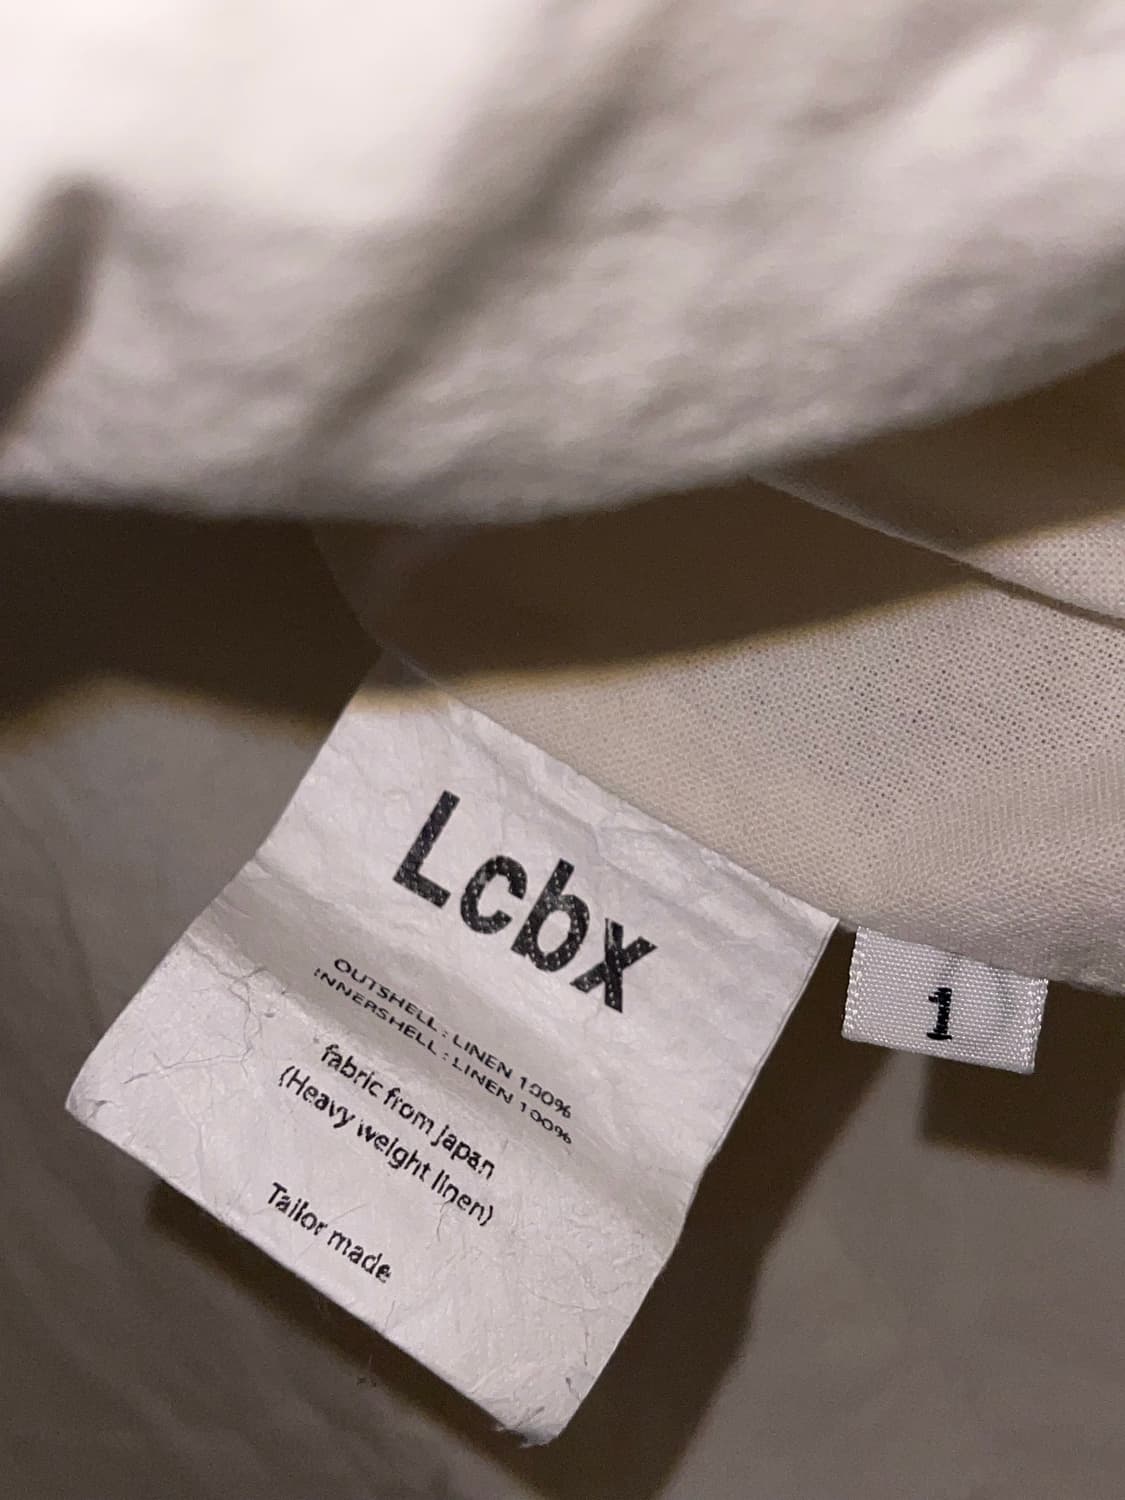 Lcbx
OUTSHELL : LINEN 100%
INNERSHELL : LINEN 100%
fabric from Japan
(Heavy weight linen)
Tailor made
1